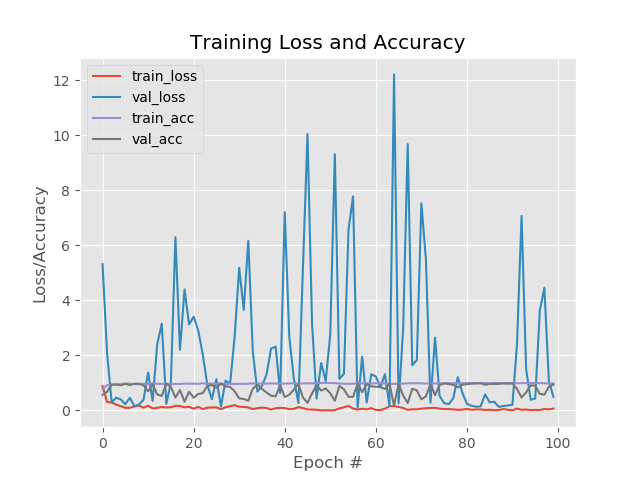 Training Loss and Accuracy
train_loss
val_loss
train_acc
val_acc
12
10
8
6
4
2
0
Loss/Accuracy
0 20 40 60 80 100
Epoch #